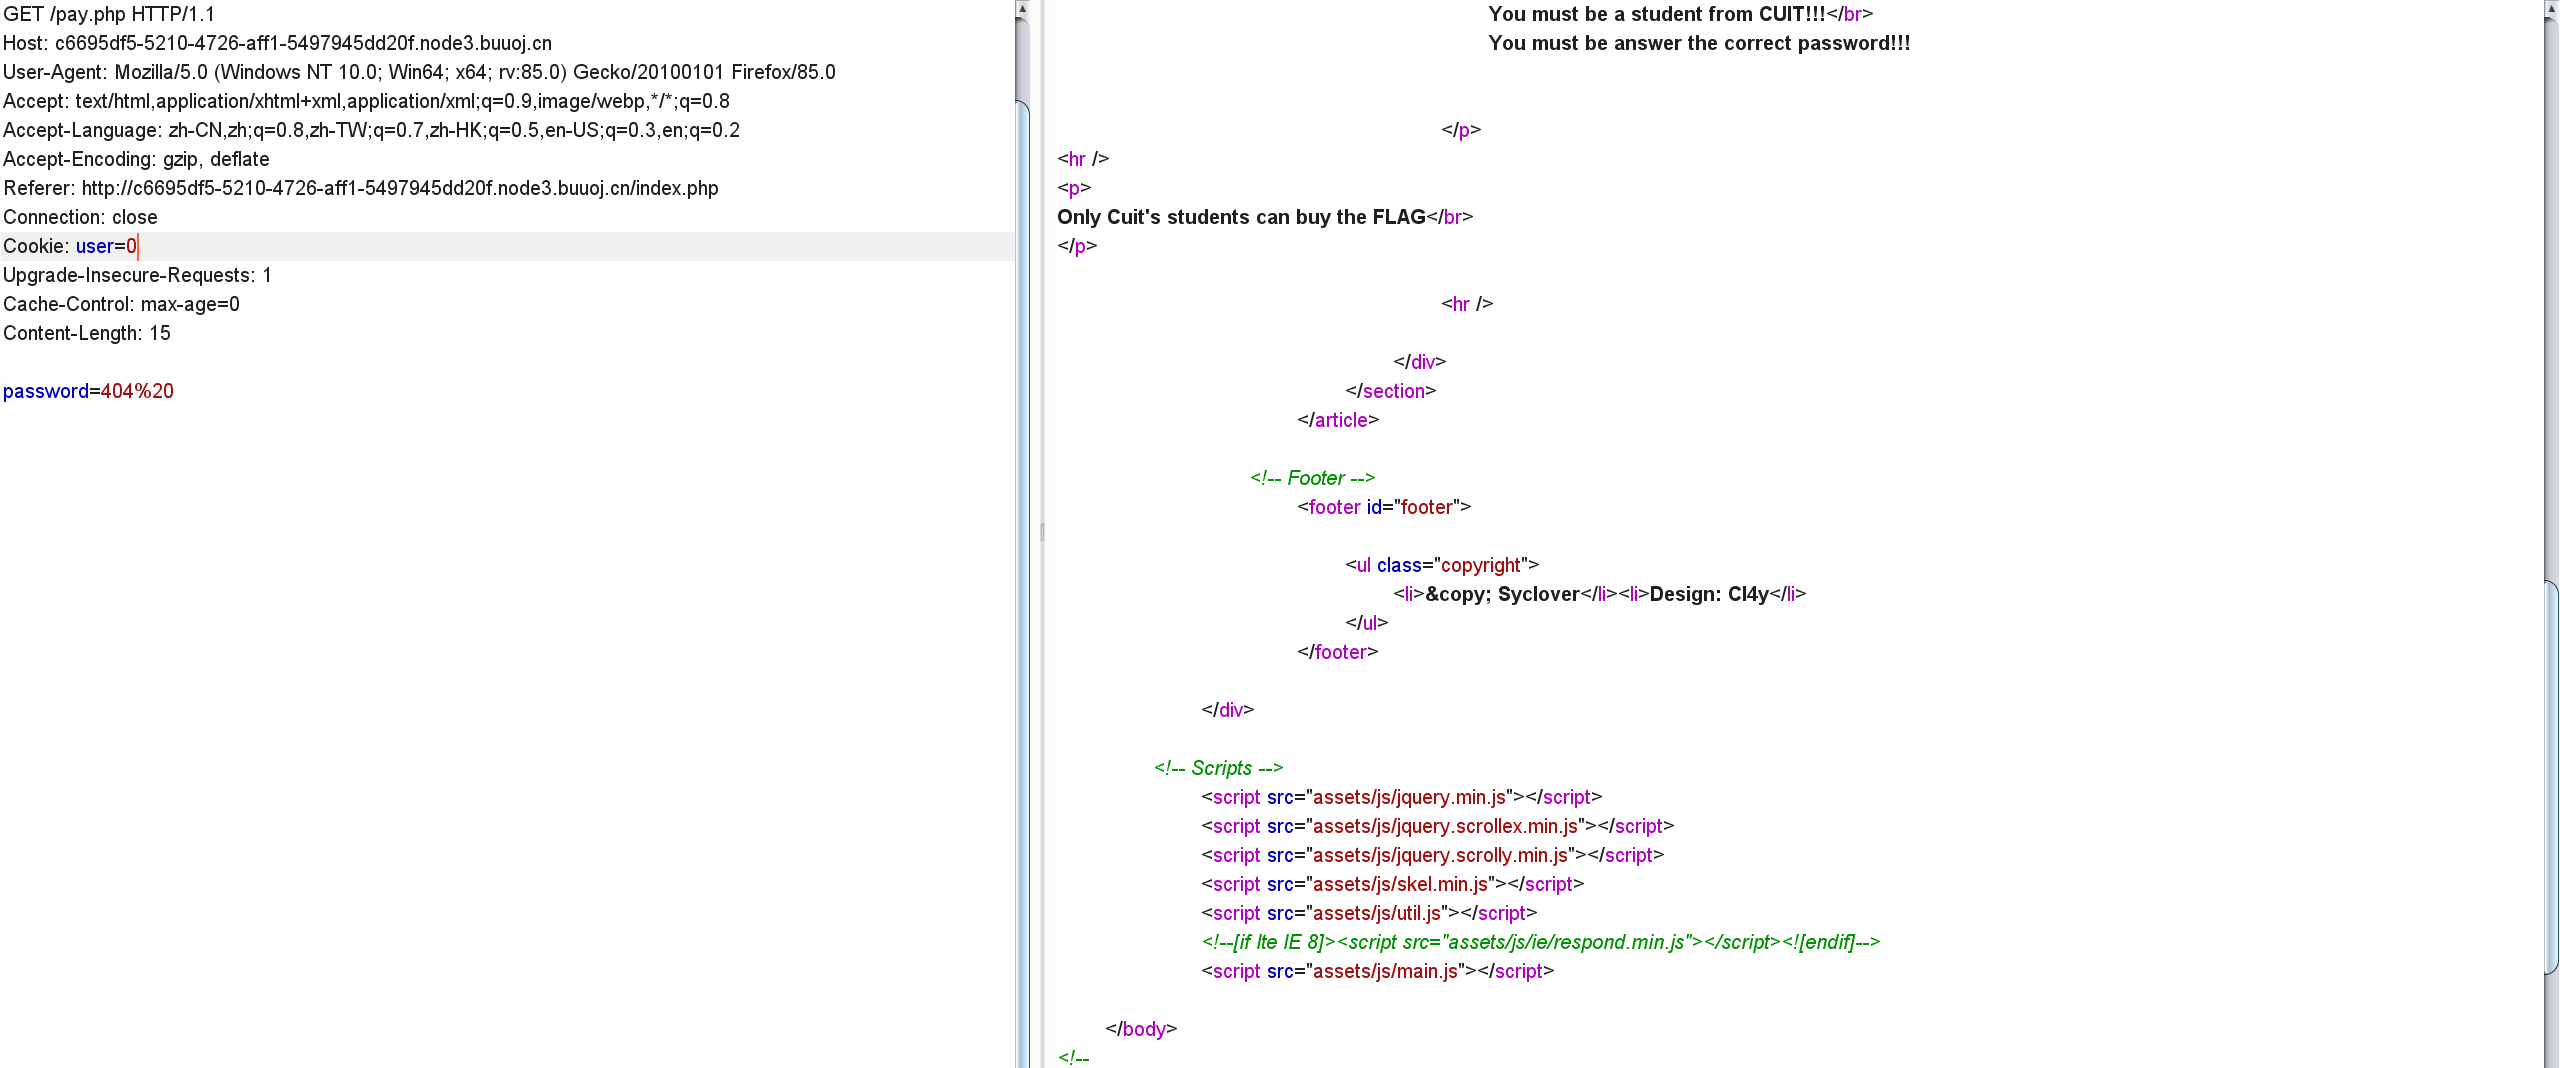 GET /pay.php HTTP/1.1
Host: c6695df5-5210-4726-aff1-5497945dd20f.node3.buuoj.cn
User-Agent: Mozilla/5.0 (Windows NT 10.0; Win64; x64; rv:85.0) Gecko/20100101 Firefox/85.0
Accept: text/html,application/xhtml+xml,application/xml;q=0.9,image/webp,*/*;q=0.8
Accept-Language: zh-CN,zh;q=0.8,zh-TW;q=0.7,zh-HK;q=0.5,en-US;q=0.3,en;q=0.2
Accept-Encoding: gzip, deflate
Referer: http://c6695df5-5210-4726-aff1-5497945dd20f.node3.buuoj.cn/index.php
Connection: close
Cookie: user=0
Upgrade-Insecure-Requests: 1
Cache-Control: max-age=0
Content-Length: 15
password=404%20
You must be a student from CUIT!!!</br>
You must be answer the correct password!!!
</p>
<hr />
<p>
Only Cuit's students can buy the FLAG</br>
</p>
<hr />
</div>
</section>
</article>
<!-- Footer -->
<footer id="footer">
<ul class="copyright">
<li>&copy; Syclover</li><li>Design: Cl4y</li>
</ul>
</footer>
</div>
<!-- Scripts -->
<script src="assets/js/jquery.min.js"></script>
<script src="assets/js/jquery.scrollex.min.js"></script>
<script src="assets/js/jquery.scrolly.min.js"></script>
<script src="assets/js/skel.min.js"></script>
<script src="assets/js/util.js"></script>
<!--[if lte IE 8]><script src="assets/js/ie/respond.min.js"></script><![endif]-->
<script src="assets/js/main.js"></script>
</body>
<!--